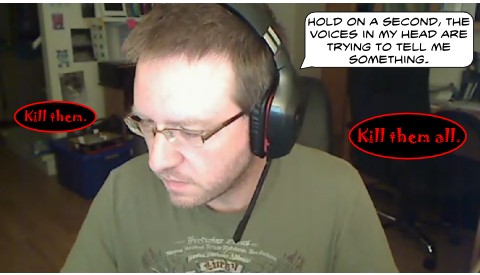 HOLD ON A SECOND, THE
VOICES IN MY HEAD ARE
TRYING TO TELL ME
SOMETHING.
Kill them.
Kill them all.